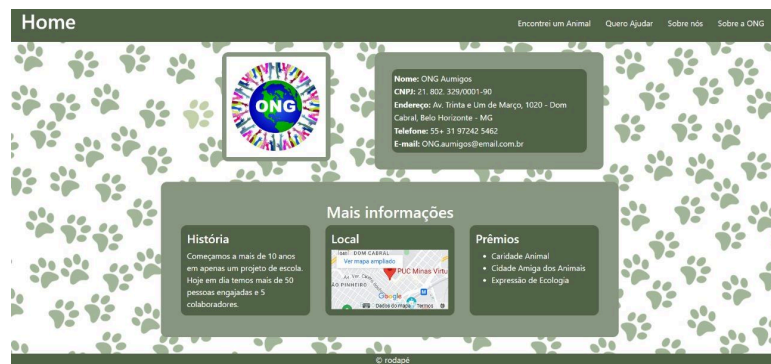 Home
Encontrei um Animal Quero Ajudar Sobre nós Sobre a ONG
ONG
Nome: ONG Aumigos
CNPJ: 21. 802. 329/0001-90
Endereço: Av. Trinta e Um de Março, 1020 - Dom
Cabral, Belo Horizonte - MG
Telefone: 55+ 31 97242 5462
E-mail: ONG.aumigos@email.com.br
Mais informações
História
Começamos a mais de 10 anos
em apenas um projeto de escola.
Hoje em dia temos mais de 50
pessoas engajadas e 5
colaboradores.
Local
DOM CABRAL
Ver mapa ampliado
PUC Minas Virtu
ÃO PINHEIRO
Google
Dados do mapa Termos
Prêmios
Caridade Animal
Cidade Amiga dos Animais
Expressão de Ecologia
© rodapé